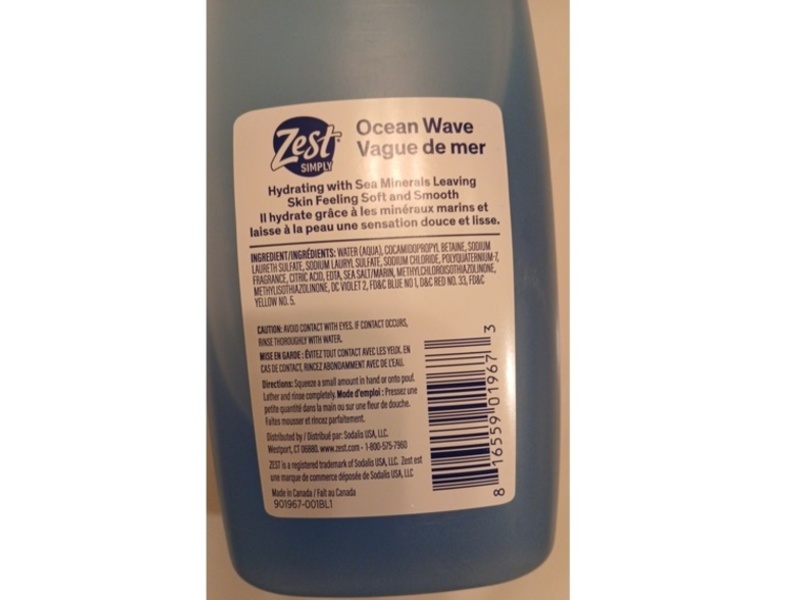 Zest
SIMPLY
Ocean Wave
Vague de mer
Hydrating with Sea Minerals Leaving
Skin Feeling Soft and Smooth
Il hydrate grâce à les minéraux marins et
laisse à la peau une sensation douce et lisse.
INGREDIENT/INGRÉDIENTS: WATER (AQUA), COCAMIDOPROPYL BETAINE, SODIUM
LAURETH SULFATE, SODIUM LAURYL SULFATE, SODIUM CHLORIDE, POLYQUATERNIUM-7,
FRAGRANCE, CITRIC ACID, EDTA, SEA SALT/MARIN, METHYLCHLOROISOTHIAZOLINONE,
METHYLISOTHIAZOLINONE, DC VIOLET 2, FD&C BLUE NO 1, D&C RED NO. 33, FD&C
YELLOW NO. 5.
CAUTION: AVOID CONTACT WITH EYES. IF CONTACT OCCURS,
RINSE THOROUGHLY WITH WATER.
MISE EN GARDE : ÉVITEZ TOUT CONTACT AVEC LES YEUX. EN
CAS DE CONTACT, RINCEZ ABONDAMMENT AVEC DE L'EAU.
Directions: Squeeze a small amount in hand or onto pouf.
Lather and rinse completely. Mode d'emploi : Pressez une
petite quantité dans la main ou sur une fleur de douche.
Faites mousser et rincez parfaitement.
Distributed by / Distribué par: Sodalis USA, LLC.
Westport, CT 06880. www.zest.com - 1-800-575-7960
ZEST is a registered trademark of Sodalis USA, LLC. Zest est
une marque de commerce déposée de Sodalis USA, LLC
Made in Canada / Fait au Canada
901967-001BL1
8 16559 01967 3